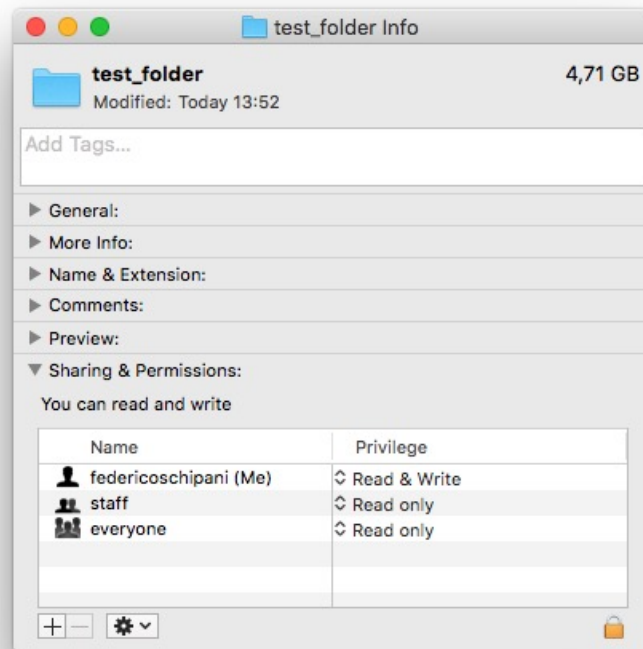 test_folder Info
test_folder 4,71 GB
Modified: Today 13:52
Add Tags...
General:
More Info:
Name & Extension:
Comments:
Preview:
Sharing & Permissions:
You can read and write
Name Privilege
federicoschipani (Me) Read & Write
staff Read only
everyone Read only